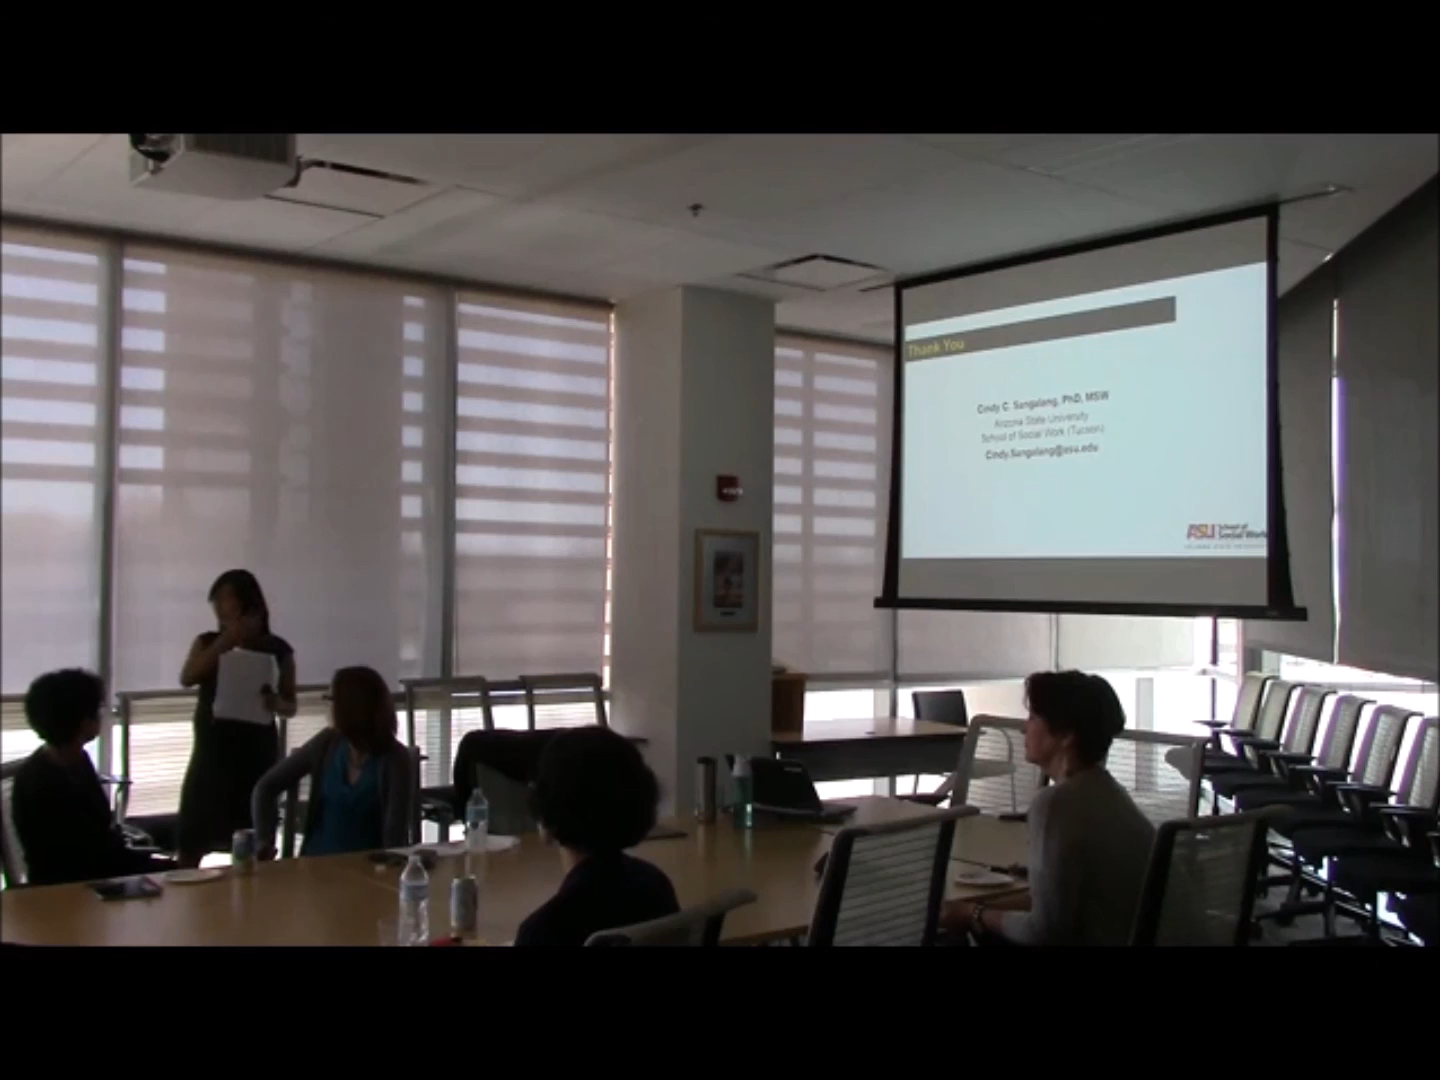 Thank You
Cindy C. Sangalang, PhD, MSW
Arizona State University
School of Social Work (Tucson)
Cindy.Sangalang@asu.edu
ASU School of
Social Work